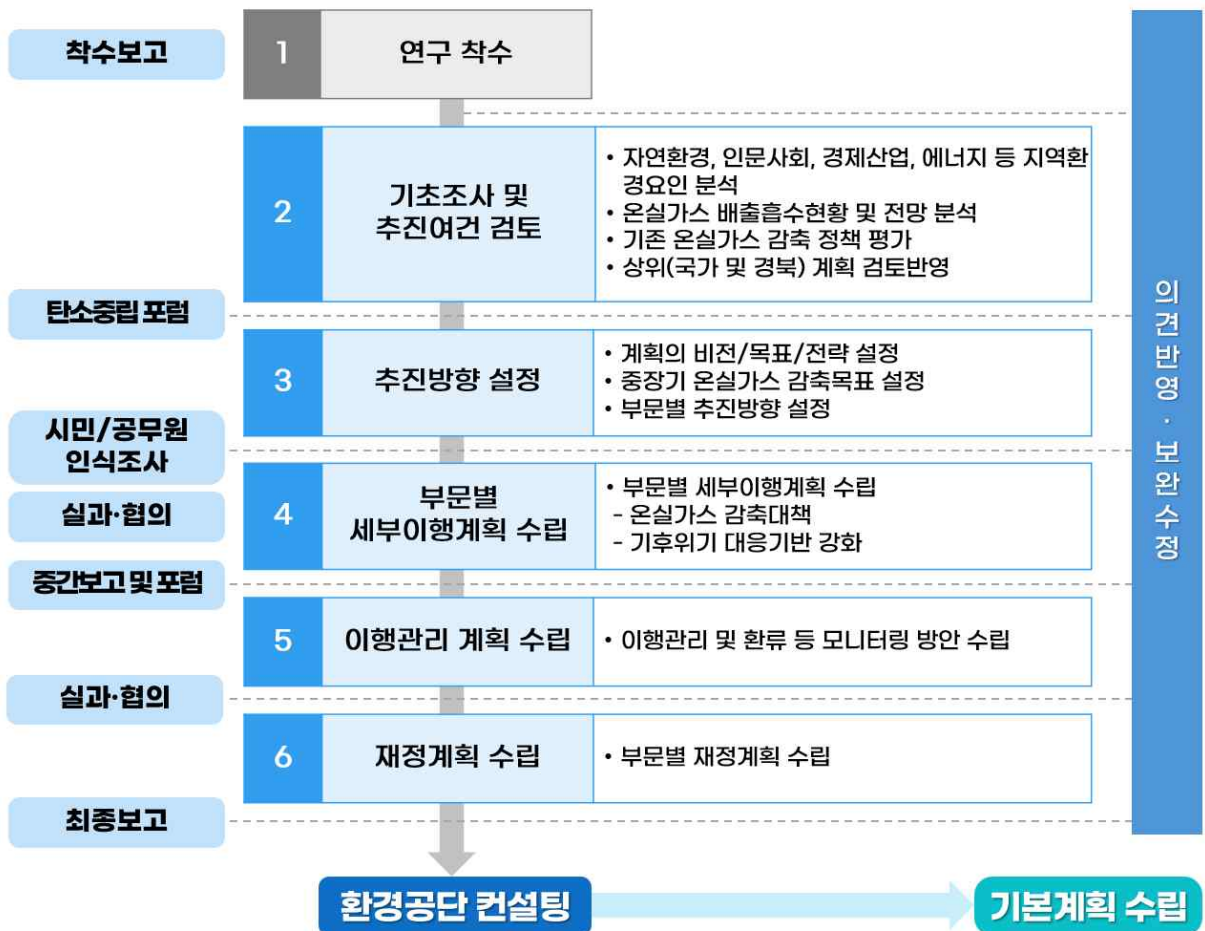 착수보고
1
연구 착수
2
기초조사 및
추진여건 검토
• 자연환경, 인문사회, 경제산업, 에너지 등 지역환
경요인 분석
• 온실가스 배출흡수현황 및 전망 분석
• 기존 온실가스 감축 정책 평가
• 상위(국가 및 경북) 계획 검토반영
탄소중립 포럼
3
추진방향 설정
• 계획의 비전/목표/전략 설정
• 중장기 온실가스 감축목표 설정
• 부문별 추진방향 설정
시민/공무원
인식조사
실과·협의
4
부문별
세부이행계획 수립
• 부문별 세부이행계획 수립
- 온실가스 감축대책
- 기후위기 대응기반 강화
중간보고 및 포럼
5
이행관리 계획 수립
• 이행관리 및 환류 등 모니터링 방안 수립
실과·협의
6
재정계획 수립
• 부문별 재정계획 수립
최종보고
의견반영·보완수정
환경공단 컨설팅
기본계획 수립